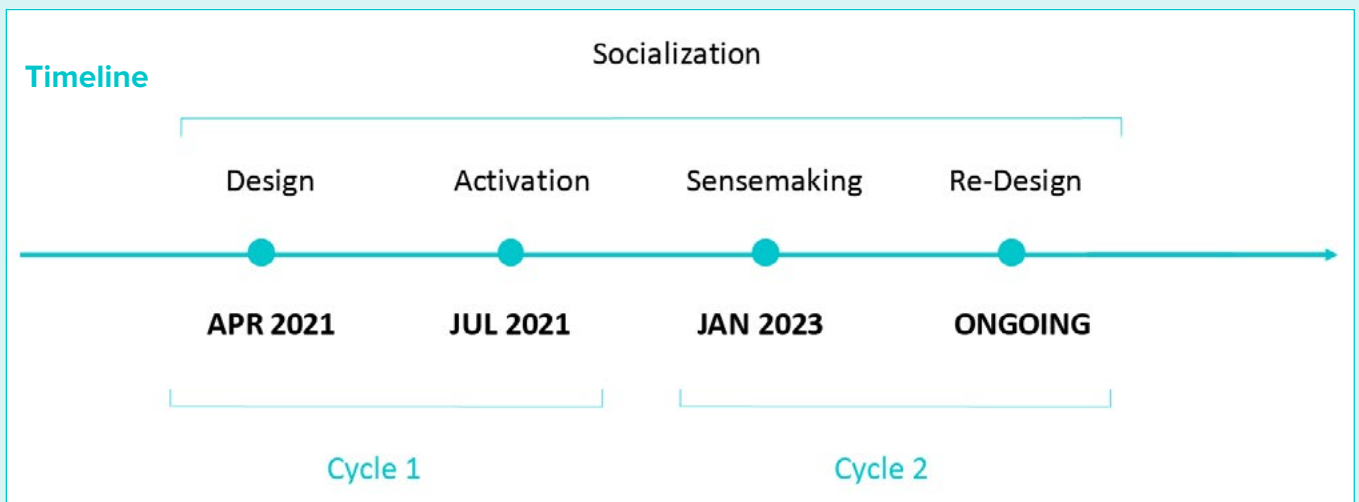 Socialization
Timeline
Design Activation Sensemaking Re-Design
APR 2021 JUL 2021 JAN 2023 ONGOING
Cycle 1 Cycle 2